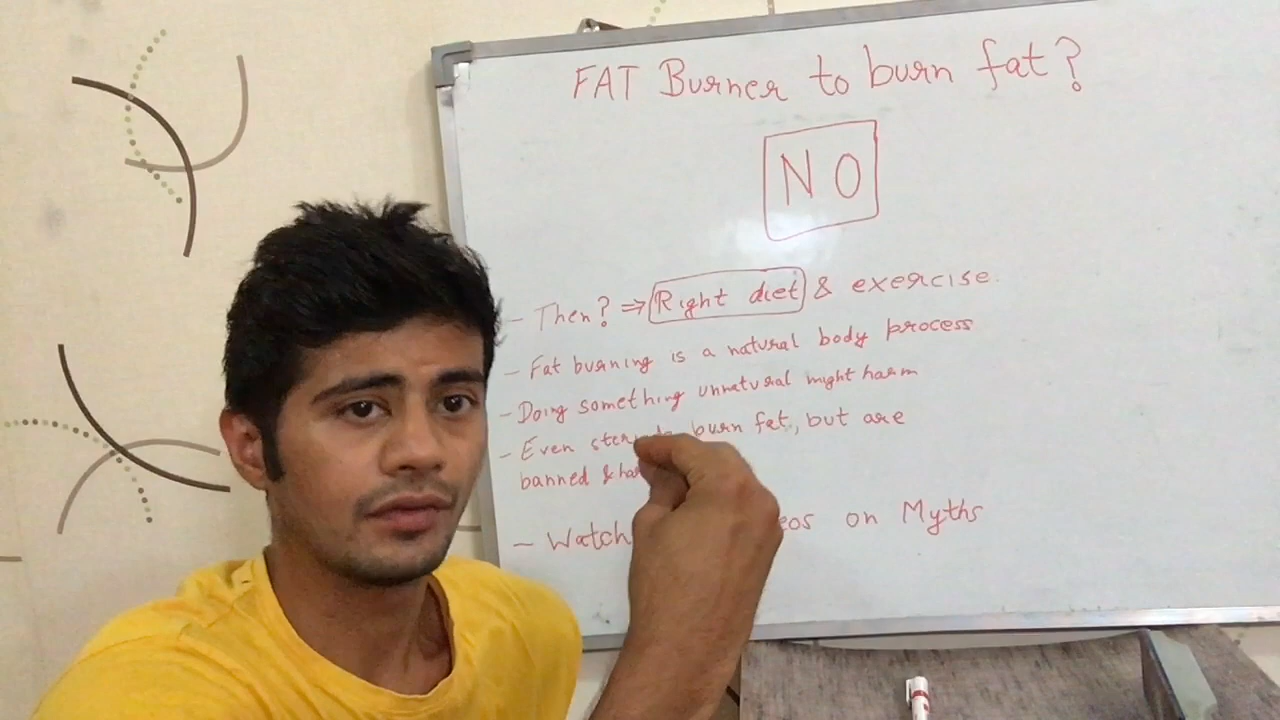 FAT Burner to burn fat?
NO
- Then? ⇒ Right diet & exercise.
- Fat burning is a natural body process
- Doing something unnatural might harm
- Even burn fat, but are
banned &
- Watch on Myths